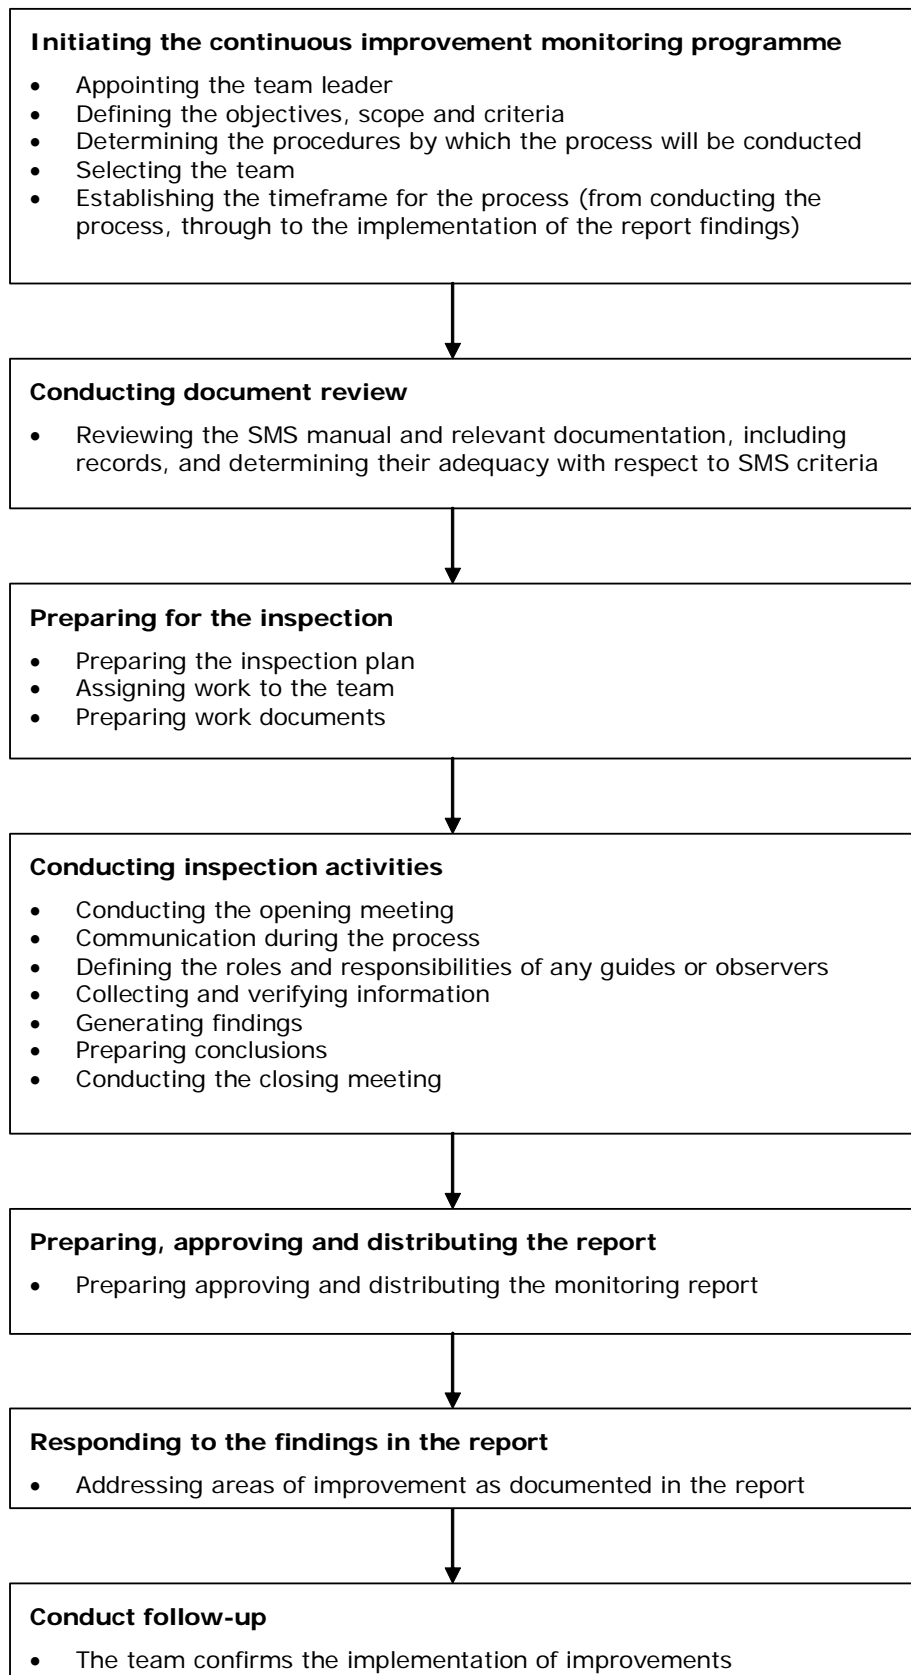 Initiating the continuous improvement monitoring programme
• Appointing the team leader
• Defining the objectives, scope and criteria
• Determining the procedures by which the process will be conducted
• Selecting the team
• Establishing the timeframe for the process (from conducting the
process, through to the implementation of the report findings)
Conducting document review
• Reviewing the SMS manual and relevant documentation, including
records, and determining their adequacy with respect to SMS criteria
Preparing for the inspection
• Preparing the inspection plan
• Assigning work to the team
• Preparing work documents
Conducting inspection activities
• Conducting the opening meeting
• Communication during the process
• Defining the roles and responsibilities of any guides or observers
• Collecting and verifying information
• Generating findings
• Preparing conclusions
• Conducting the closing meeting
Preparing, approving and distributing the report
• Preparing approving and distributing the monitoring report
Responding to the findings in the report
• Addressing areas of improvement as documented in the report
Conduct follow-up
• The team confirms the implementation of improvements